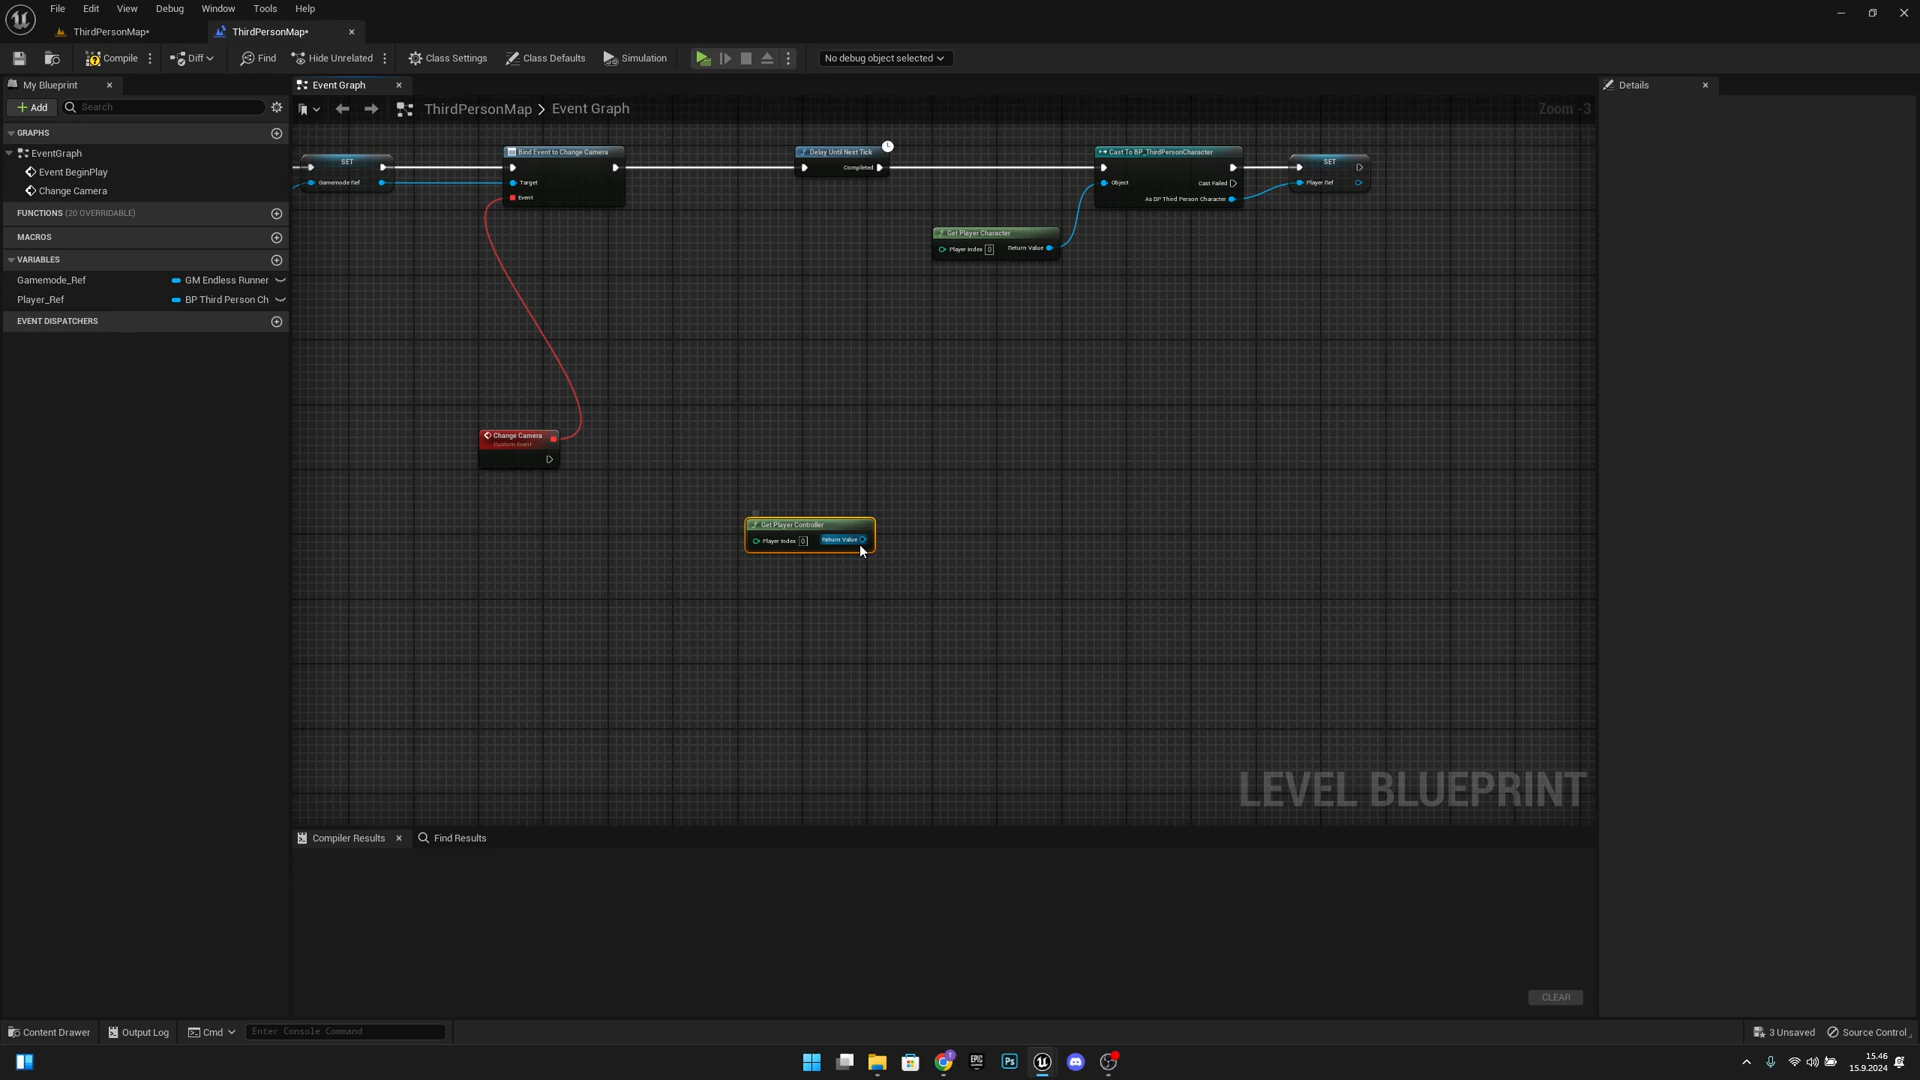 File Edit View Debug Window Tools Help
ThirdPersonMap•
ThirdPersonMap•
Compile Diff Find Hide Unrelated Class Settings Class Defaults Simulation No debug object selected
My Blueprint
Add Search
GRAPHS
EventGraph
Event BeginPlay
Change Camera
FUNCTIONS (20 OVERRIDABLE)
MACROS
VARIABLES
Gamemode_Ref GM Endless Runner
Player_Ref BP Third Person Ch
EVENT DISPATCHERS
Event Graph
ThirdPersonMap > Event Graph
Zoom -3
SET
Gamemode Ref
Bind Event to Change Camera
Target
Event
Delay Until Next Tick
Completed
Cast To BP_ThirdPersonCharacter
Object Cast Failed
As BP Third Person Character
SET
Player Ref
Get Player Character
Player Index 0 Return Value
Change Camera
Custom Event
Get Player Controller
Player Index 0 Return Value
LEVEL BLUEPRINT
Details
Compiler Results Find Results
CLEAR
Content Drawer Output Log Cmd Enter Console Command
3 Unsaved Source Control
EPIC
Ps
15.46
15.9.2024